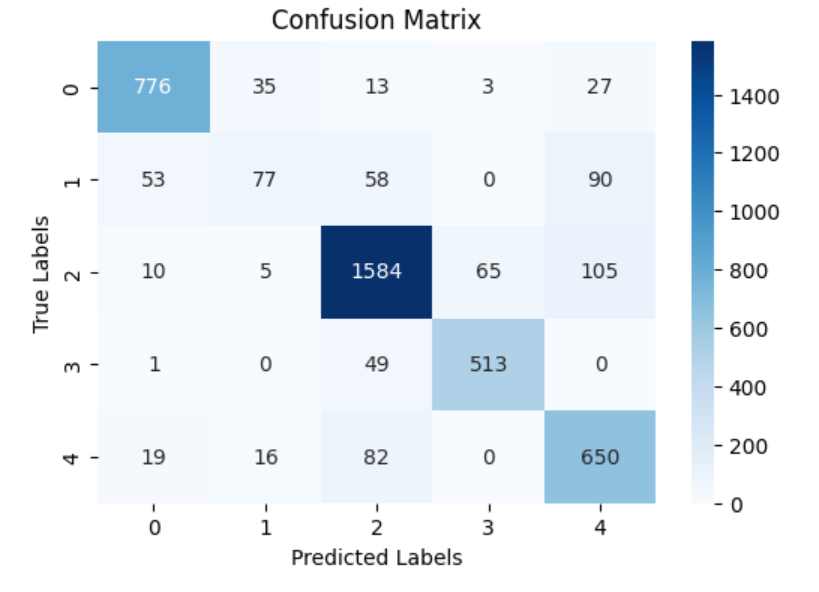 Confusion Matrix
True Labels
0 776 35 13 3 27
1 53 77 58 0 90
2 10 5 1584 65 105
3 1 0 49 513 0
4 19 16 82 0 650
0 1 2 3 4
Predicted Labels
1400
1200
1000
800
600
400
200
0